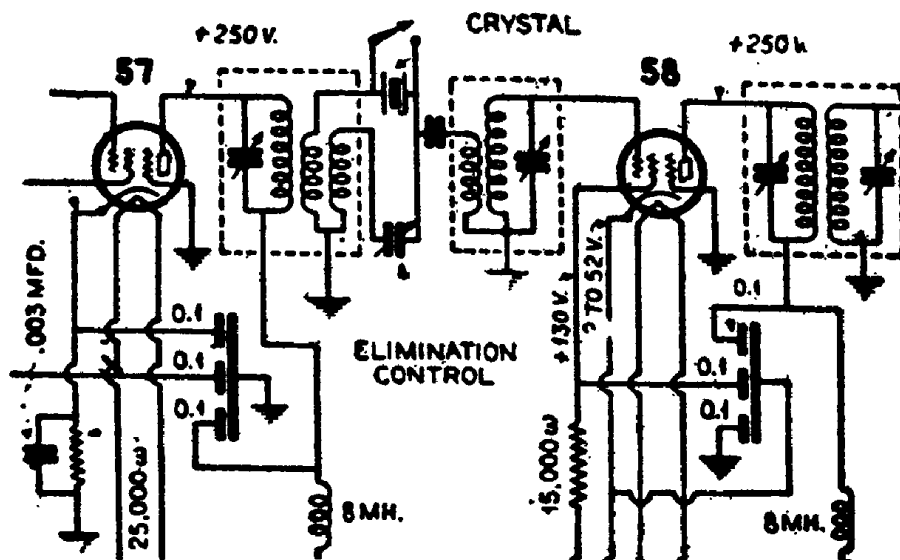 +250 V.
CRYSTAL
+250 V.
57
58
.003 MFD.
+130 V.
? TO 52 V.
0.1
0.1
0.1
0.1
ELIMINATION
CONTROL
0.1
0.1
25,000 ω
15,000 ω
8 MH.
8 MH.